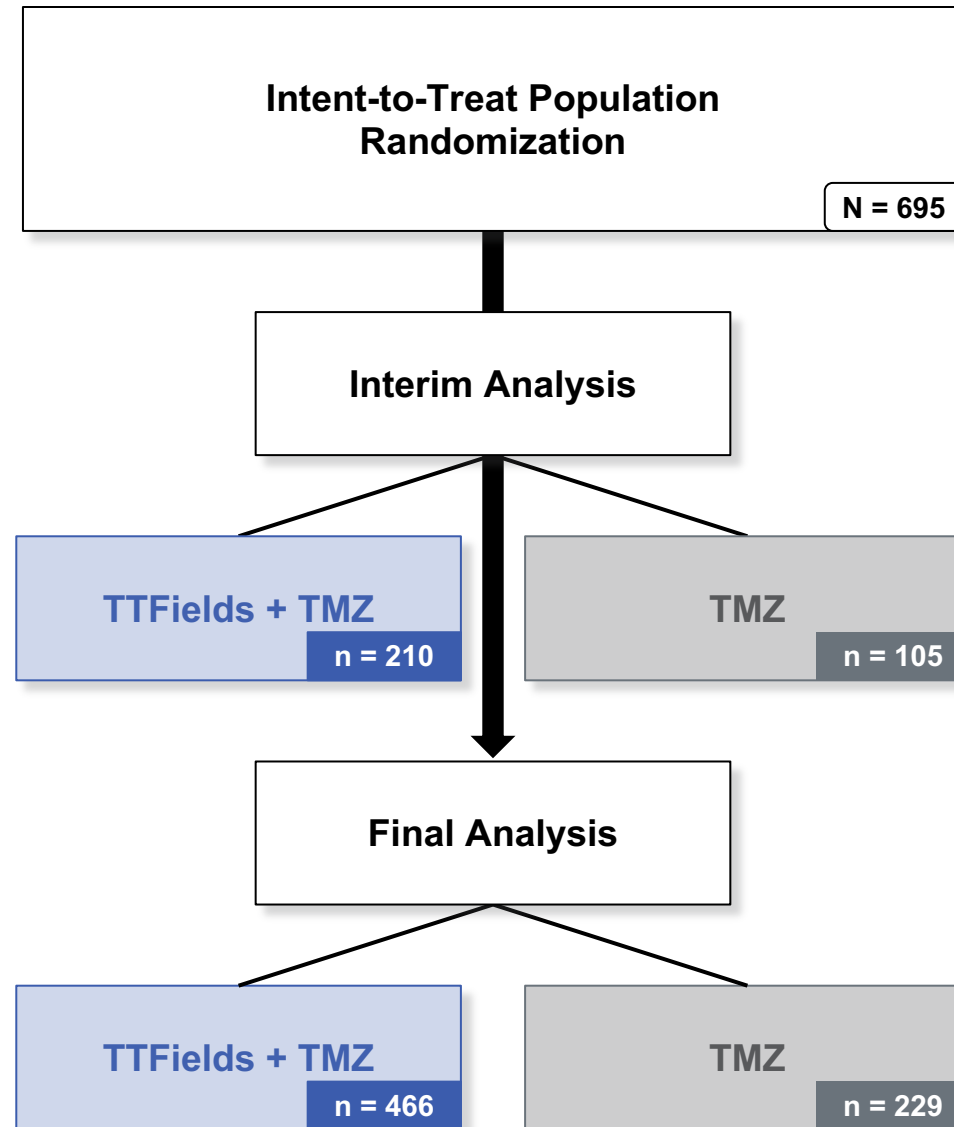 Intent-to-Treat Population
Randomization
N = 695
Interim Analysis
TTFields + TMZ
n = 210
TMZ
n = 105
Final Analysis
TTFields + TMZ
n = 466
TMZ
n = 229